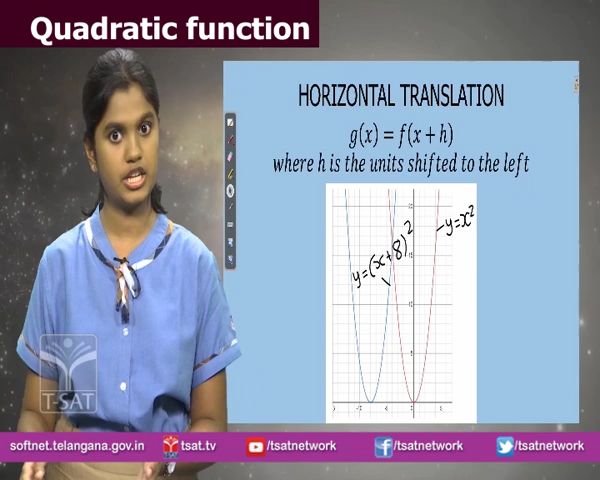 Quadratic function
HORIZONTAL TRANSLATION
g(x) = f(x + h)
where h is the units shifted to the left
y=(x+8)²
y=x²
T-SAT
softnet.telangana.gov.in
T-SAT
tsat.tv
/tsatnetwork
/tsatnetwork
/tsatnetwork